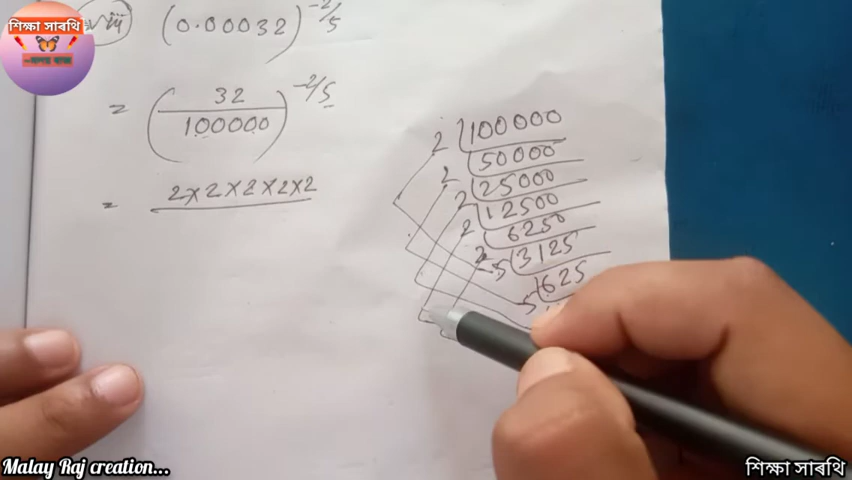 শিক্ষা সাৰথি
iii (0.00032)^-2/5
= (32/100000)^-2/5
= 2×2×2×2×2
2 100000
2 50000
2 25000
2 12500
2 6250
5 3125
5 625
Malay Raj creation...
শিক্ষা সাৰথি